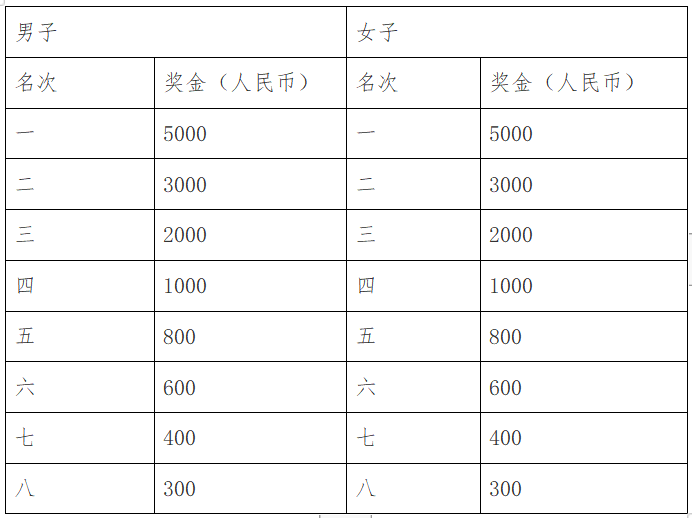 男子 女子
名次 奖金（人民币） 名次 奖金（人民币）
一 5000 一 5000
二 3000 二 3000
三 2000 三 2000
四 1000 四 1000
五 800 五 800
六 600 六 600
七 400 七 400
八 300 八 300